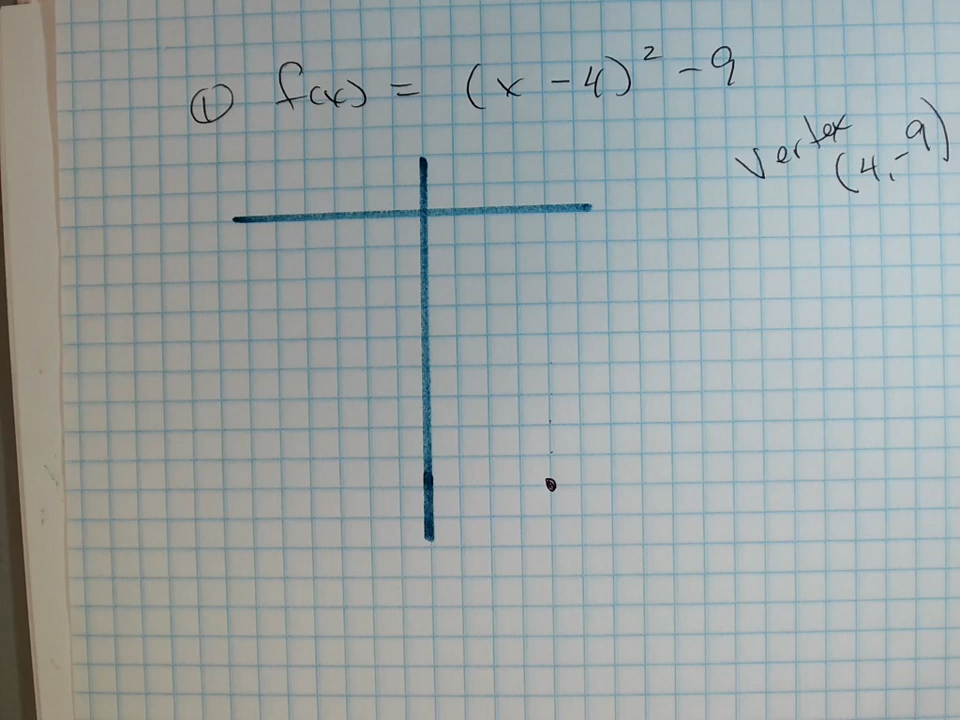 ① f(x) = (x - 4)² - 9
vertex
(4, -9)